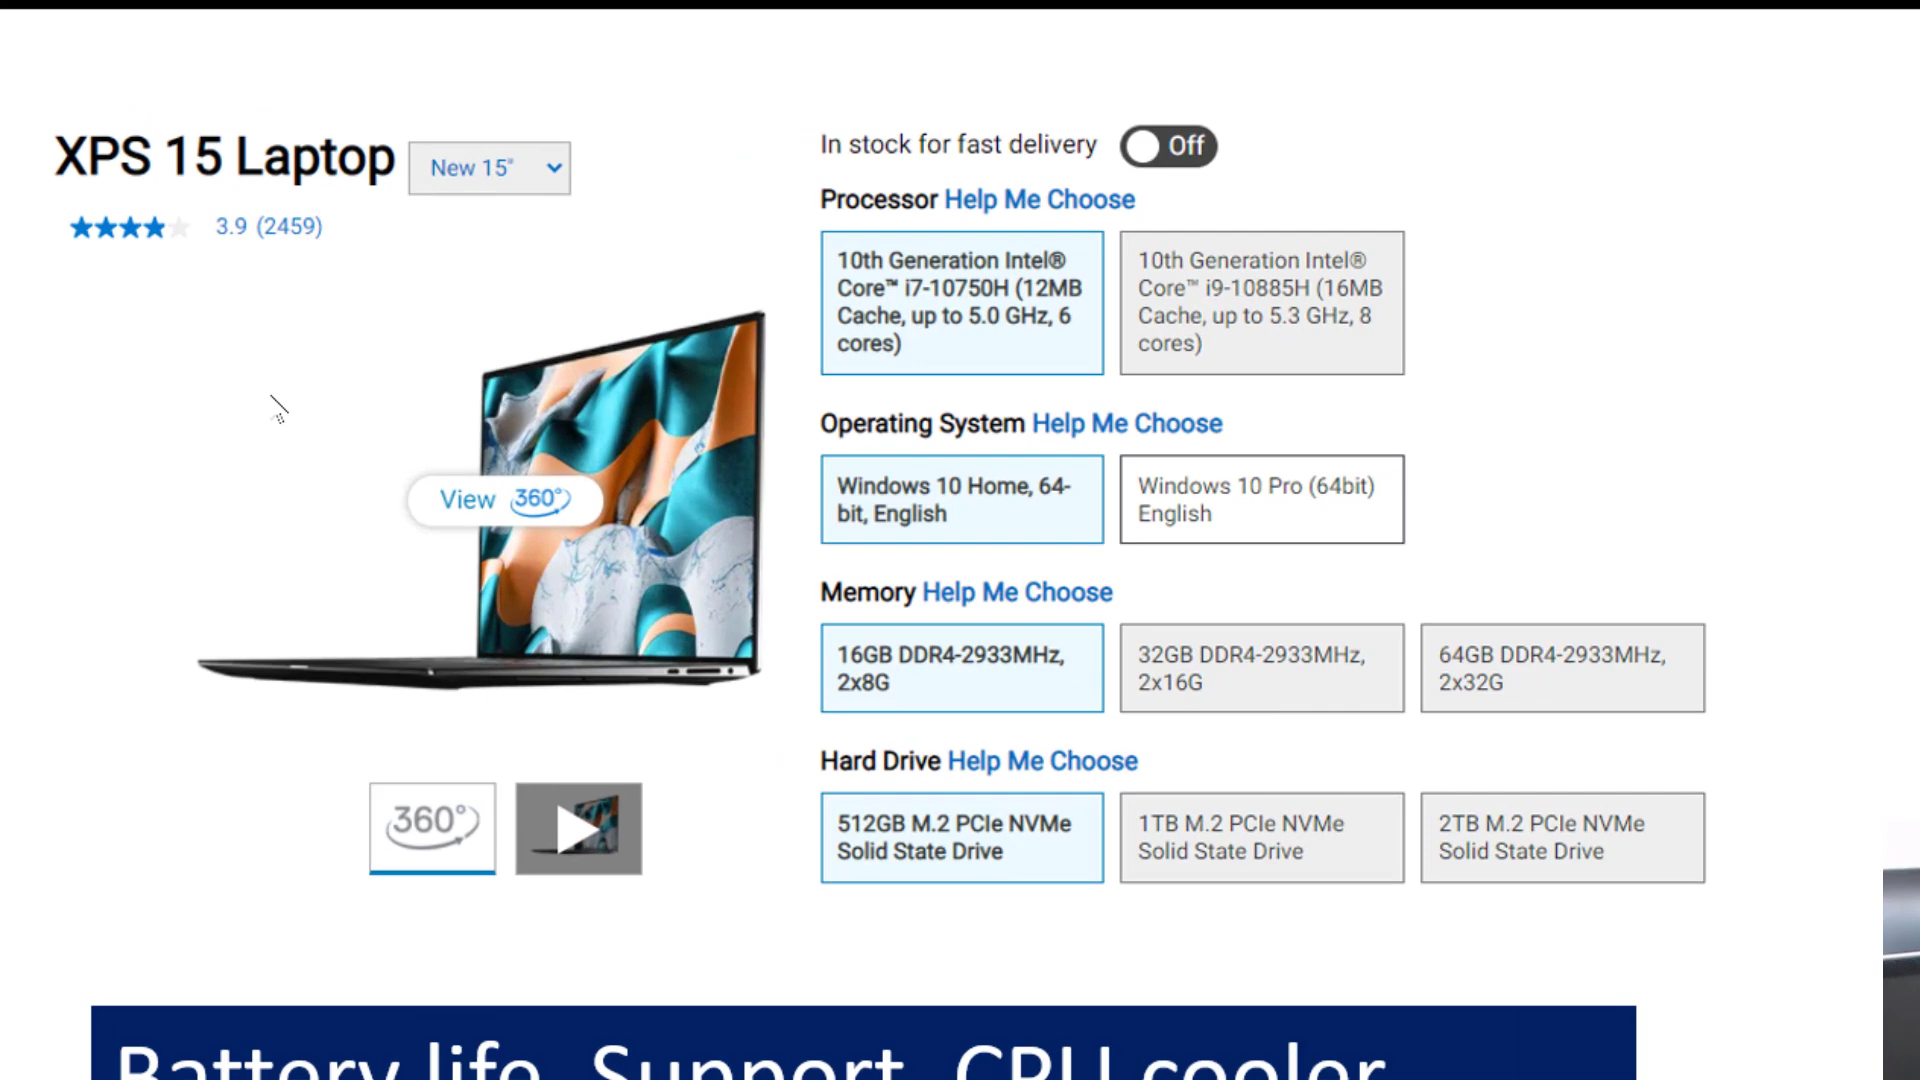 XPS 15 Laptop
New 15"
3.9 (2459)
View 360°
360°
In stock for fast delivery Off
Processor Help Me Choose
10th Generation Intel®
Core™ i7-10750H (12MB
Cache, up to 5.0 GHz, 6
cores)
10th Generation Intel®
Core™ i9-10885H (16MB
Cache, up to 5.3 GHz, 8
cores)
Operating System Help Me Choose
Windows 10 Home, 64-
bit, English
Windows 10 Pro (64bit)
English
Memory Help Me Choose
16GB DDR4-2933MHz,
2x8G
32GB DDR4-2933MHz,
2x16G
64GB DDR4-2933MHz,
2x32G
Hard Drive Help Me Choose
512GB M.2 PCIe NVMe
Solid State Drive
1TB M.2 PCIe NVMe
Solid State Drive
2TB M.2 PCIe NVMe
Solid State Drive
Battery life, Support, CPU cooler